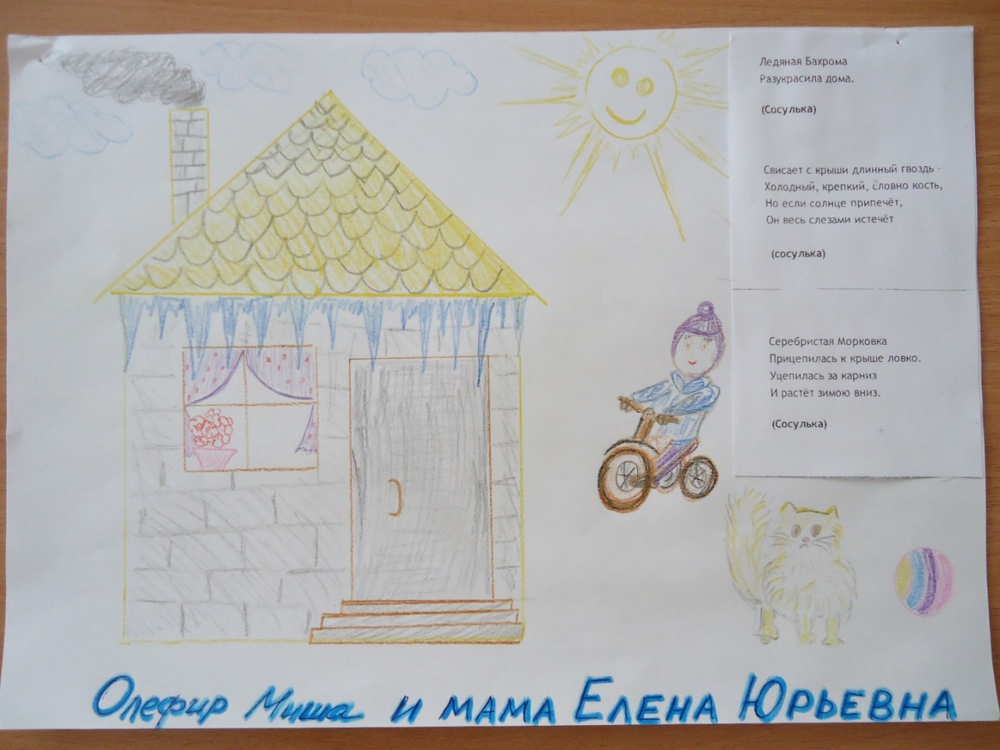 Ледяная Бахрома
Разукрасила дома.
(Сосулька)
Свисает с крыши длинный гвоздь -
Холодный, крепкий, словно кость,
Но если солнце припечёт,
Он весь слезами истечёт
(сосулька)
Серебристая Морковка
Прицепилась к крыше ловко.
Уцепилась за карниз
И растёт зимою вниз.
(Сосулька)
Олефир Миша и мама Елена Юрьевна